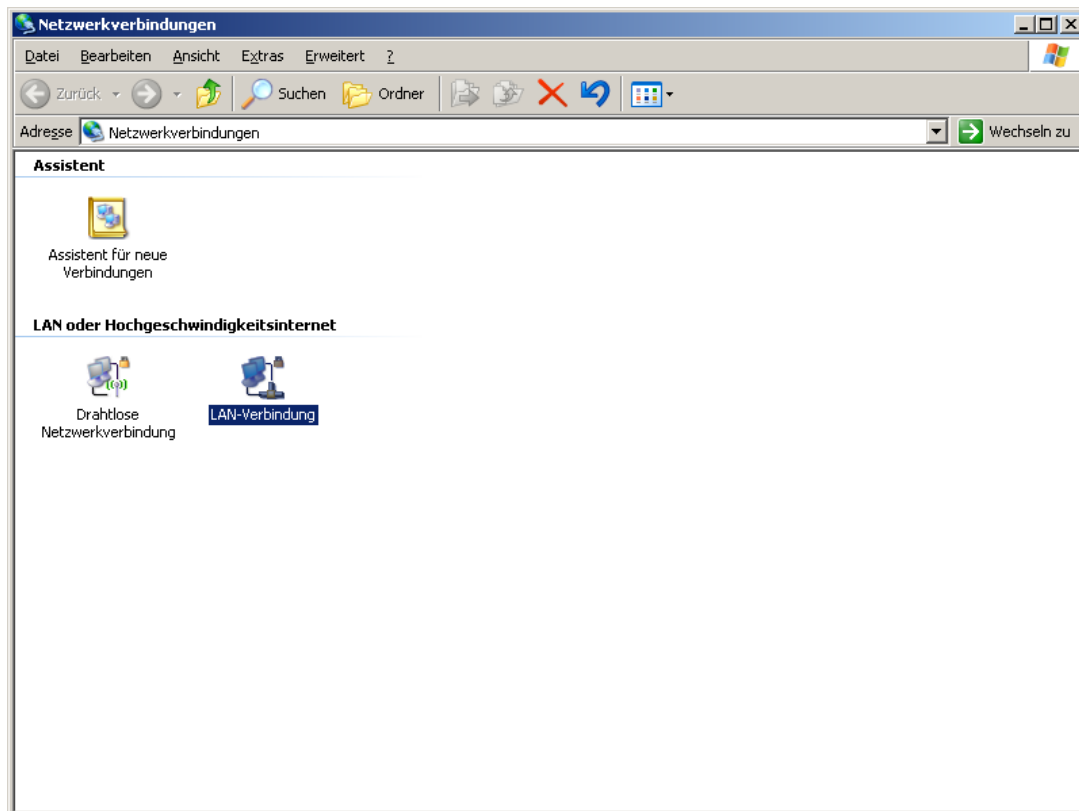 Netzwerkverbindungen
Datei Bearbeiten Ansicht Extras Erweitert ?
Zurück Suchen Ordner
Adresse Netzwerkverbindungen Wechseln zu
Assistent
Assistent für neue
Verbindungen
LAN oder Hochgeschwindigkeitsinternet
Drahtlose
Netzwerkverbindung
LAN-Verbindung